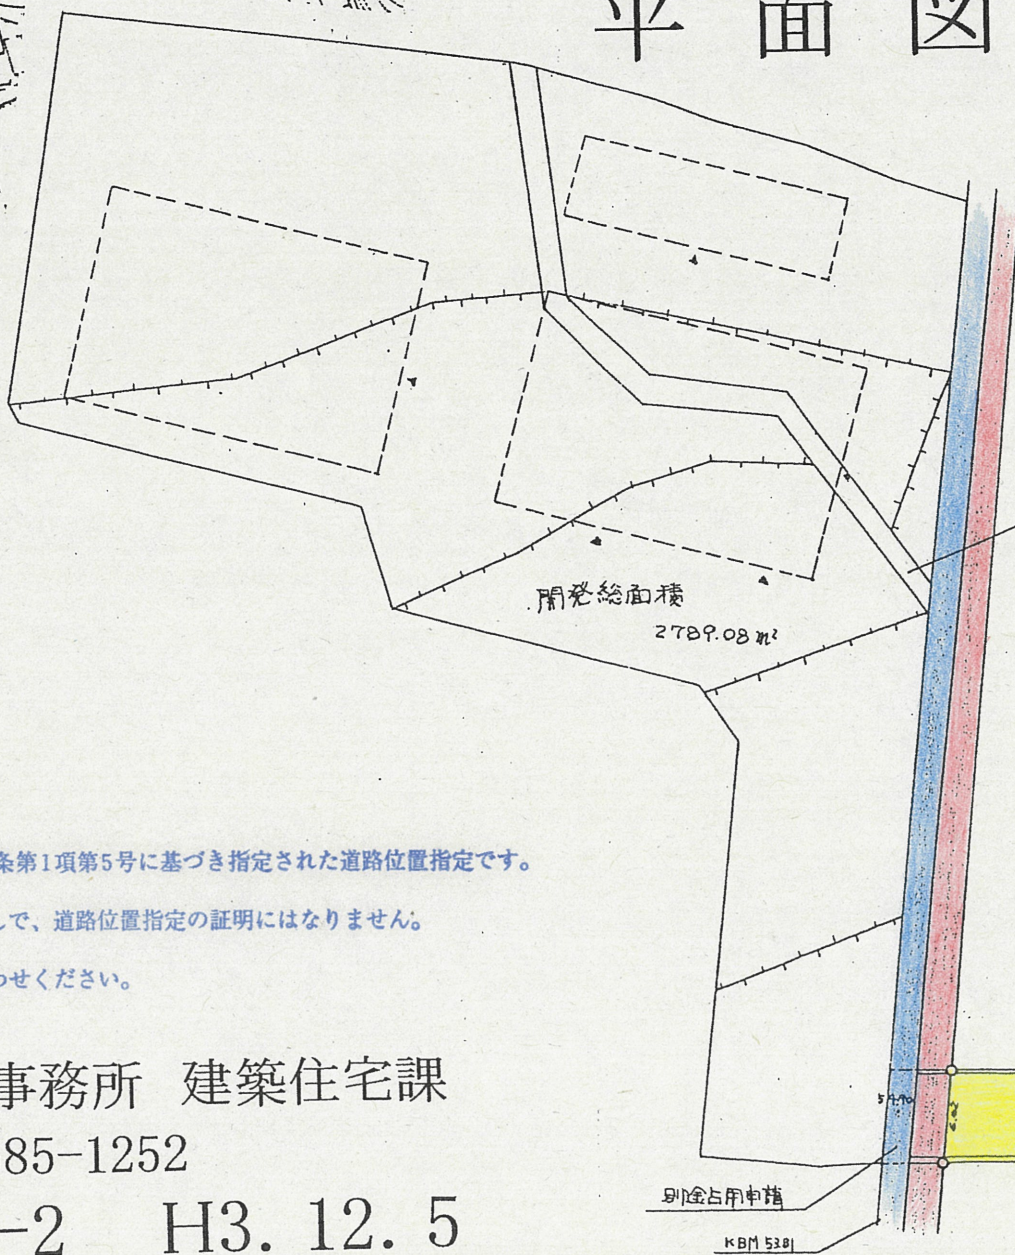 平面図
開発総面積
2789.08㎡
条第1項第5号に基づき指定された道路位置指定です。
で、道路位置指定の証明にはなりません。
わせください。
事務所 建築住宅課
85-1252
-2 H3. 12. 5
別途占用申請
KBM 53.81